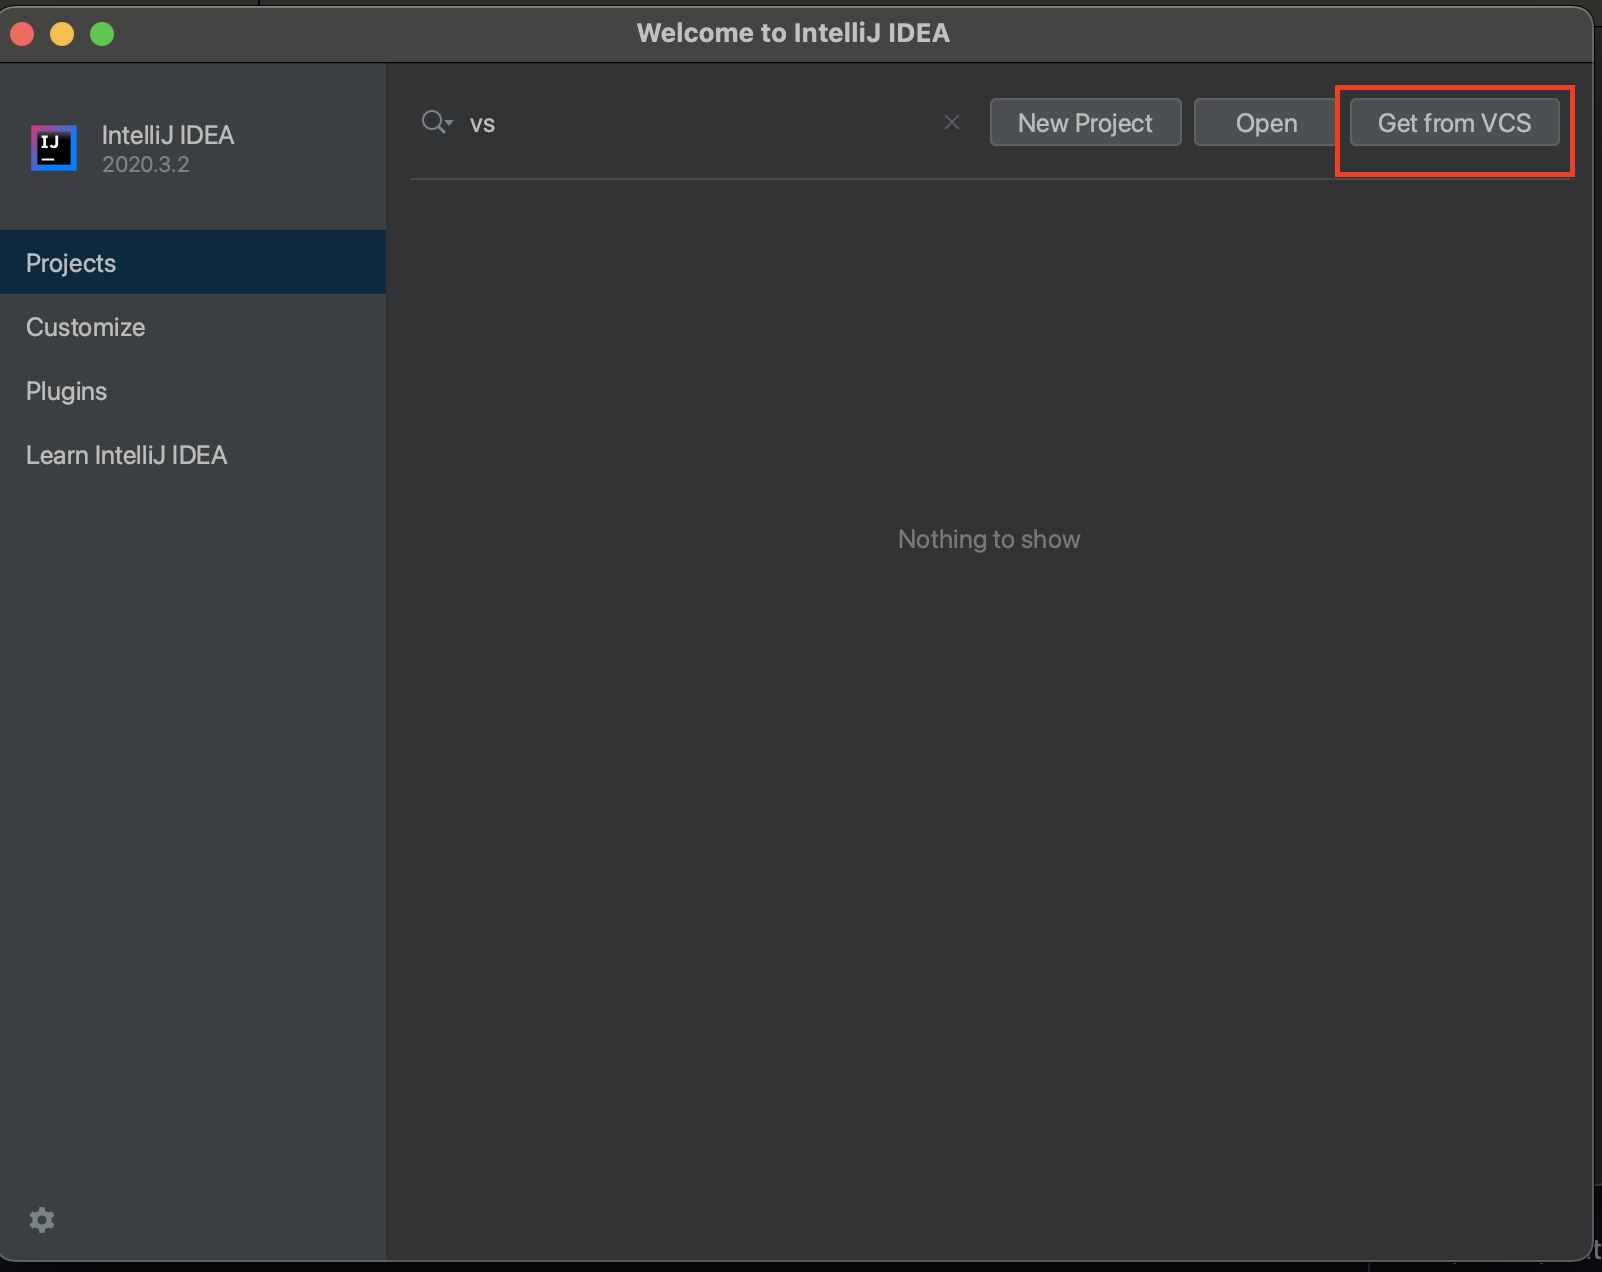 Welcome to IntelliJ IDEA
IJ
IntelliJ IDEA
2020.3.2
vs
New Project
Open
Get from VCS
Projects
Customize
Plugins
Learn IntelliJ IDEA
Nothing to show